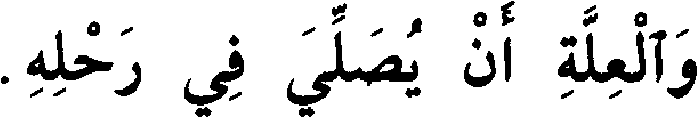 وَٱلْعِلَّةِ أَنْ يُصَلِّيَ فِي رَحْلِهِ.